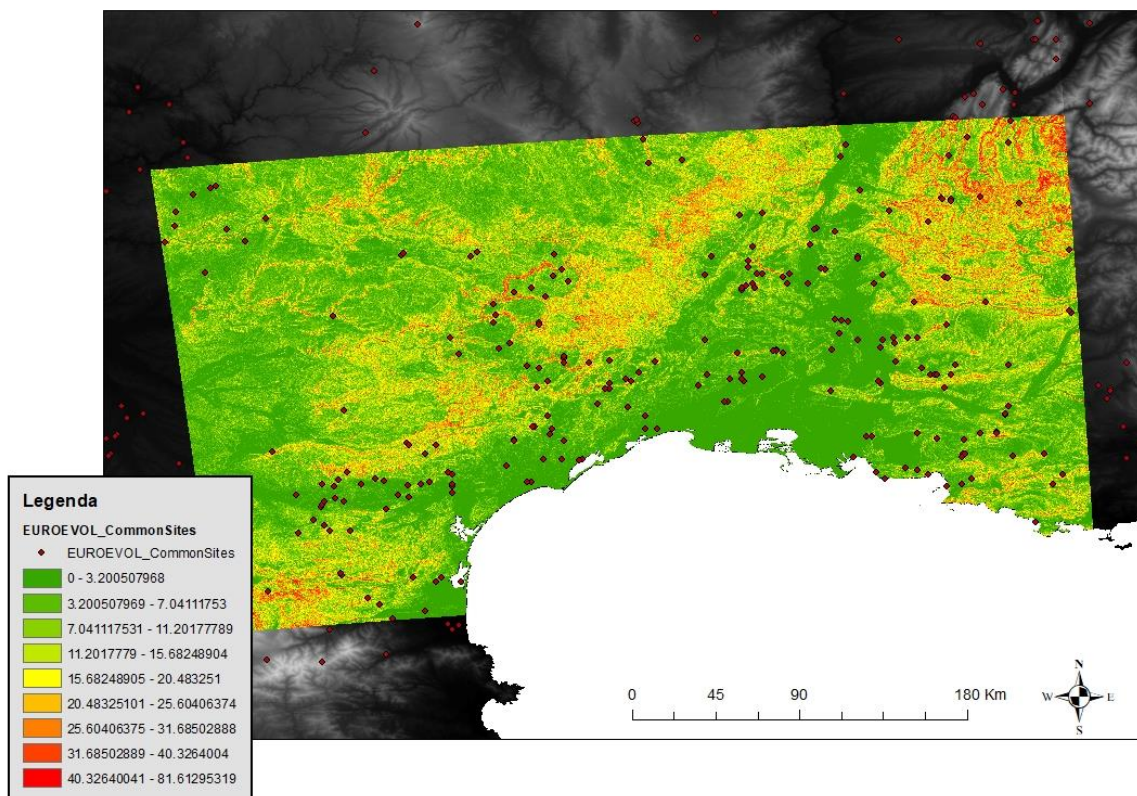 Legenda
EUROEVOL_CommonSites
EUROEVOL_CommonSites
0 - 3.200507968
3.200507969 - 7.04111753
7.041117531 - 11.20177789
11.2017779 - 15.68248904
15.68248905 - 20.483251
20.48325101 - 25.60406374
25.60406375 - 31.68502888
31.68502889 - 40.3264004
40.32640041 - 81.61295319
0 45 90 180 Km
N
W E
S